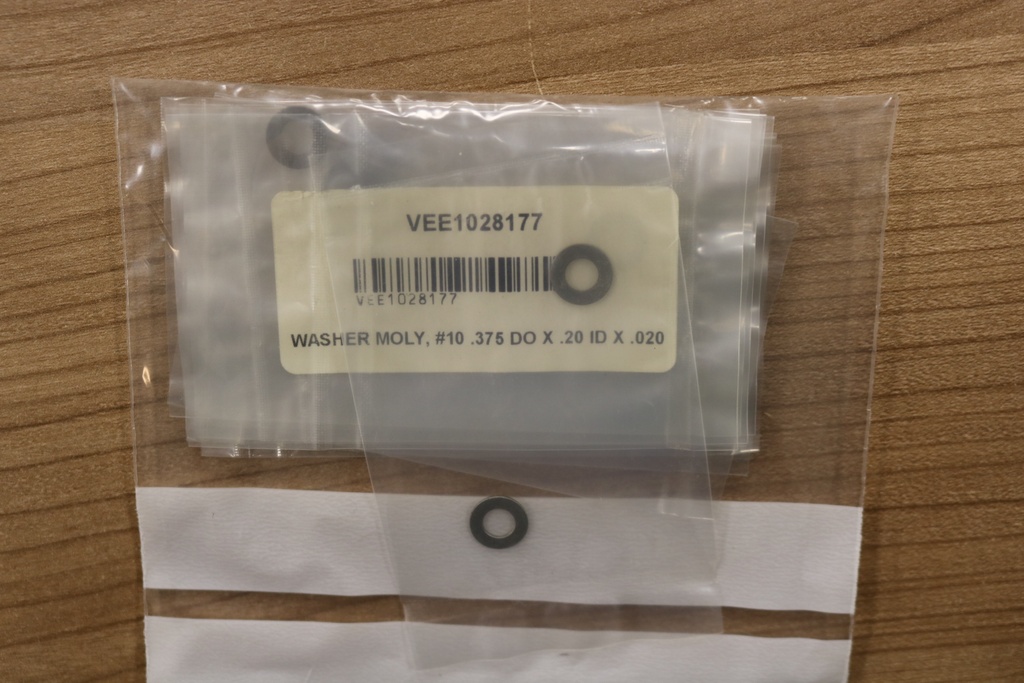 VEE1028177
VEE1028177
WASHER MOLY, #10 .375 DO X .20 ID X .020